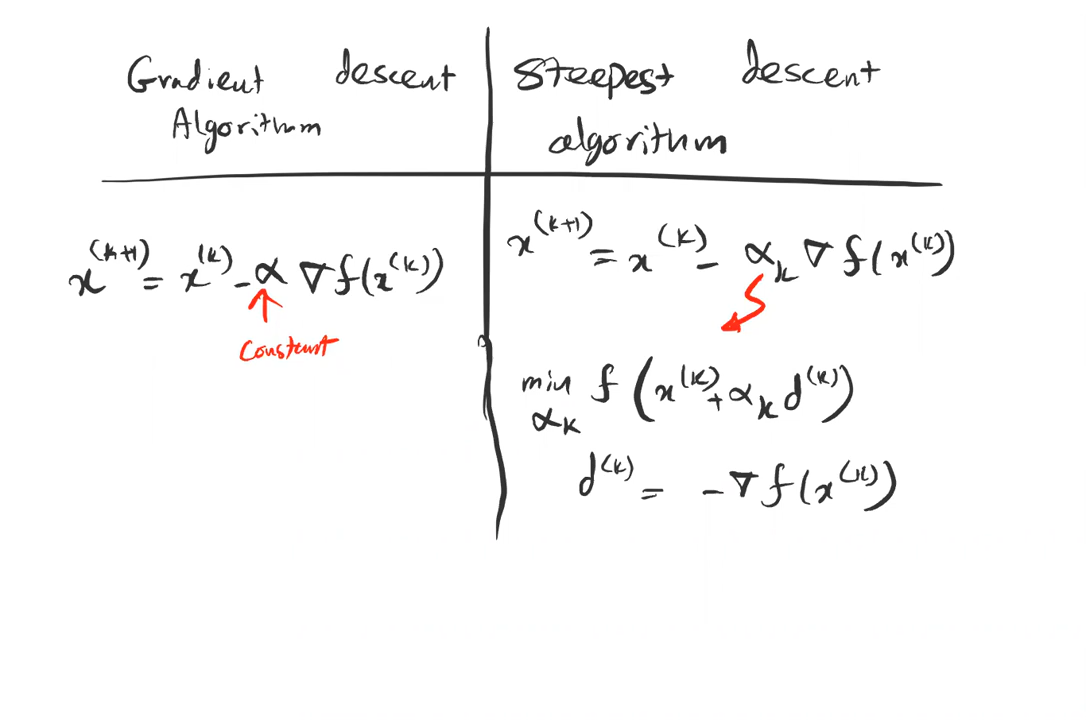 Gradient descent
Algorithm
x^(k+1) = x^(k) - α ∇f(x^(k))
Constant
Steepest descent
algorithm
x^(k+1) = x^(k) - α_k ∇f(x^(k))
min f(x^(k) + α_k d^(k))
α_k
d^(k) = -∇f(x^(k))